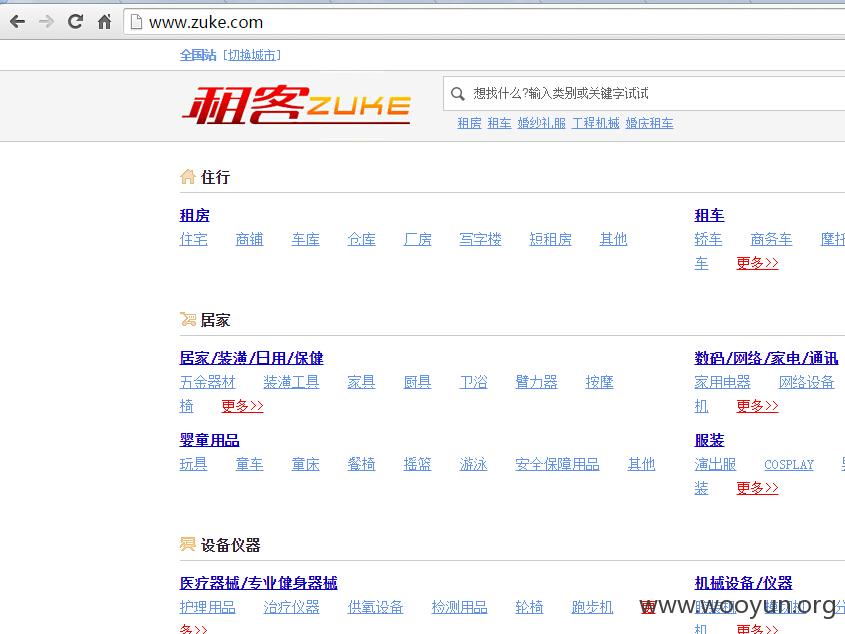 www.zuke.com
全国站 [切换城市]
租客ZUKE
想找什么?输入类别或关键字试试
租房 租车 婚纱礼服 工程机械 婚庆租车
住行
租房 租车
住宅 商铺 车库 仓库 厂房 写字楼 短租房 其他 轿车 商务车 摩托
车 更多>>
居家
居家/装潢/日用/保健 数码/网络/家电/通讯
五金器材 装潢工具 家具 厨具 卫浴 臂力器 按摩 家用电器 网络设备
椅 更多>> 机 更多>>
婴童用品 服装
玩具 童车 童床 餐椅 摇篮 游泳 安全保障用品 其他 演出服 COSPLAY
装 更多>>
设备仪器
医疗器械/专业健身器械 机械设备/仪器
护理用品 治疗仪器 供氧设备 检测用品 轮椅 跑步机
www.wooyun.org
多>> 机 更多>>